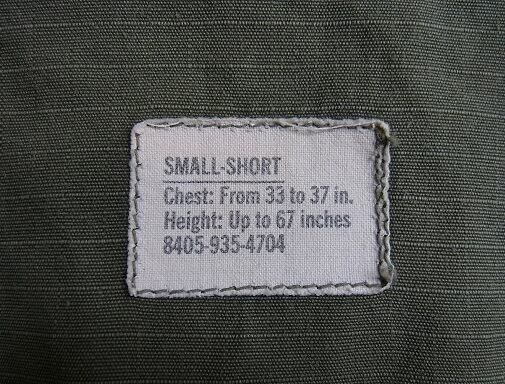 SMALL-SHORT
Chest: From 33 to 37 in.
Height: Up to 67 inches
8405-935-4704